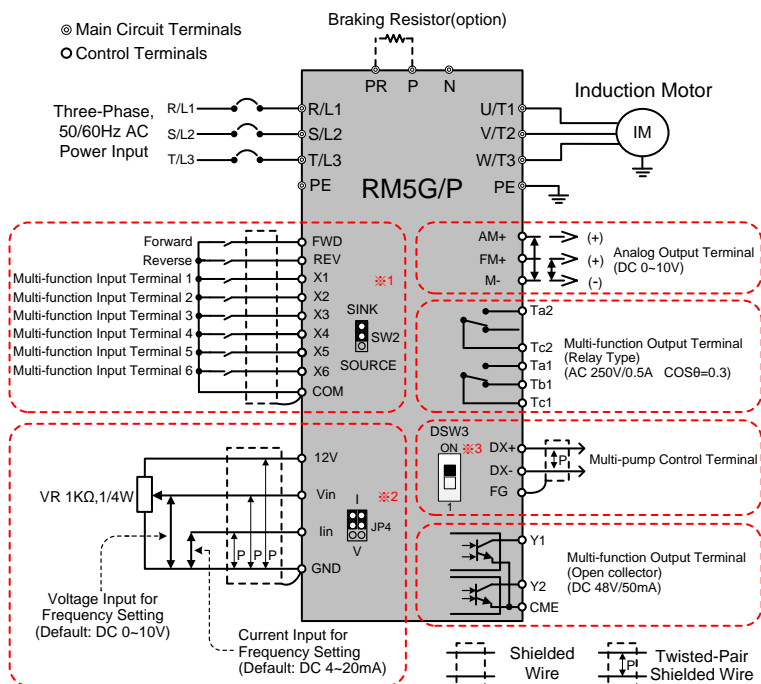 Braking Resistor(option)
Main Circuit Terminals
Control Terminals
PR P N
Induction Motor
Three-Phase,
50/60Hz AC
Power Input
R/L1
S/L2
T/L3
R/L1
S/L2
T/L3
PE
U/T1
V/T2
W/T3
PE
IM
RM5G/P
Forward
Reverse
Multi-function Input Terminal 1
Multi-function Input Terminal 2
Multi-function Input Terminal 3
Multi-function Input Terminal 4
Multi-function Input Terminal 5
Multi-function Input Terminal 6
FWD
REV
X1
X2
X3
X4
X5
X6
COM
※1
SINK
SW2
SOURCE
AM+
FM+
M-
(+)
(+)
(-)
Analog Output Terminal
(DC 0~10V)
Ta2
Tc2
Ta1
Tb1
Tc1
Multi-function Output Terminal
(Relay Type)
(AC 250V/0.5A COSθ=0.3)
DSW3
ON ※3
1
DX+
DX-
FG
P
Multi-pump Control Terminal
12V
Vin
Iin
GND
VR 1KΩ,1/4W
P P P
※2
I
JP4
V
Voltage Input for
Frequency Setting
(Default: DC 0~10V)
Current Input for
Frequency Setting
(Default: DC 4~20mA)
Y1
Y2
CME
Multi-function Output Terminal
(Open collector)
(DC 48V/50mA)
Shielded
Wire
P
Twisted-Pair
Shielded Wire